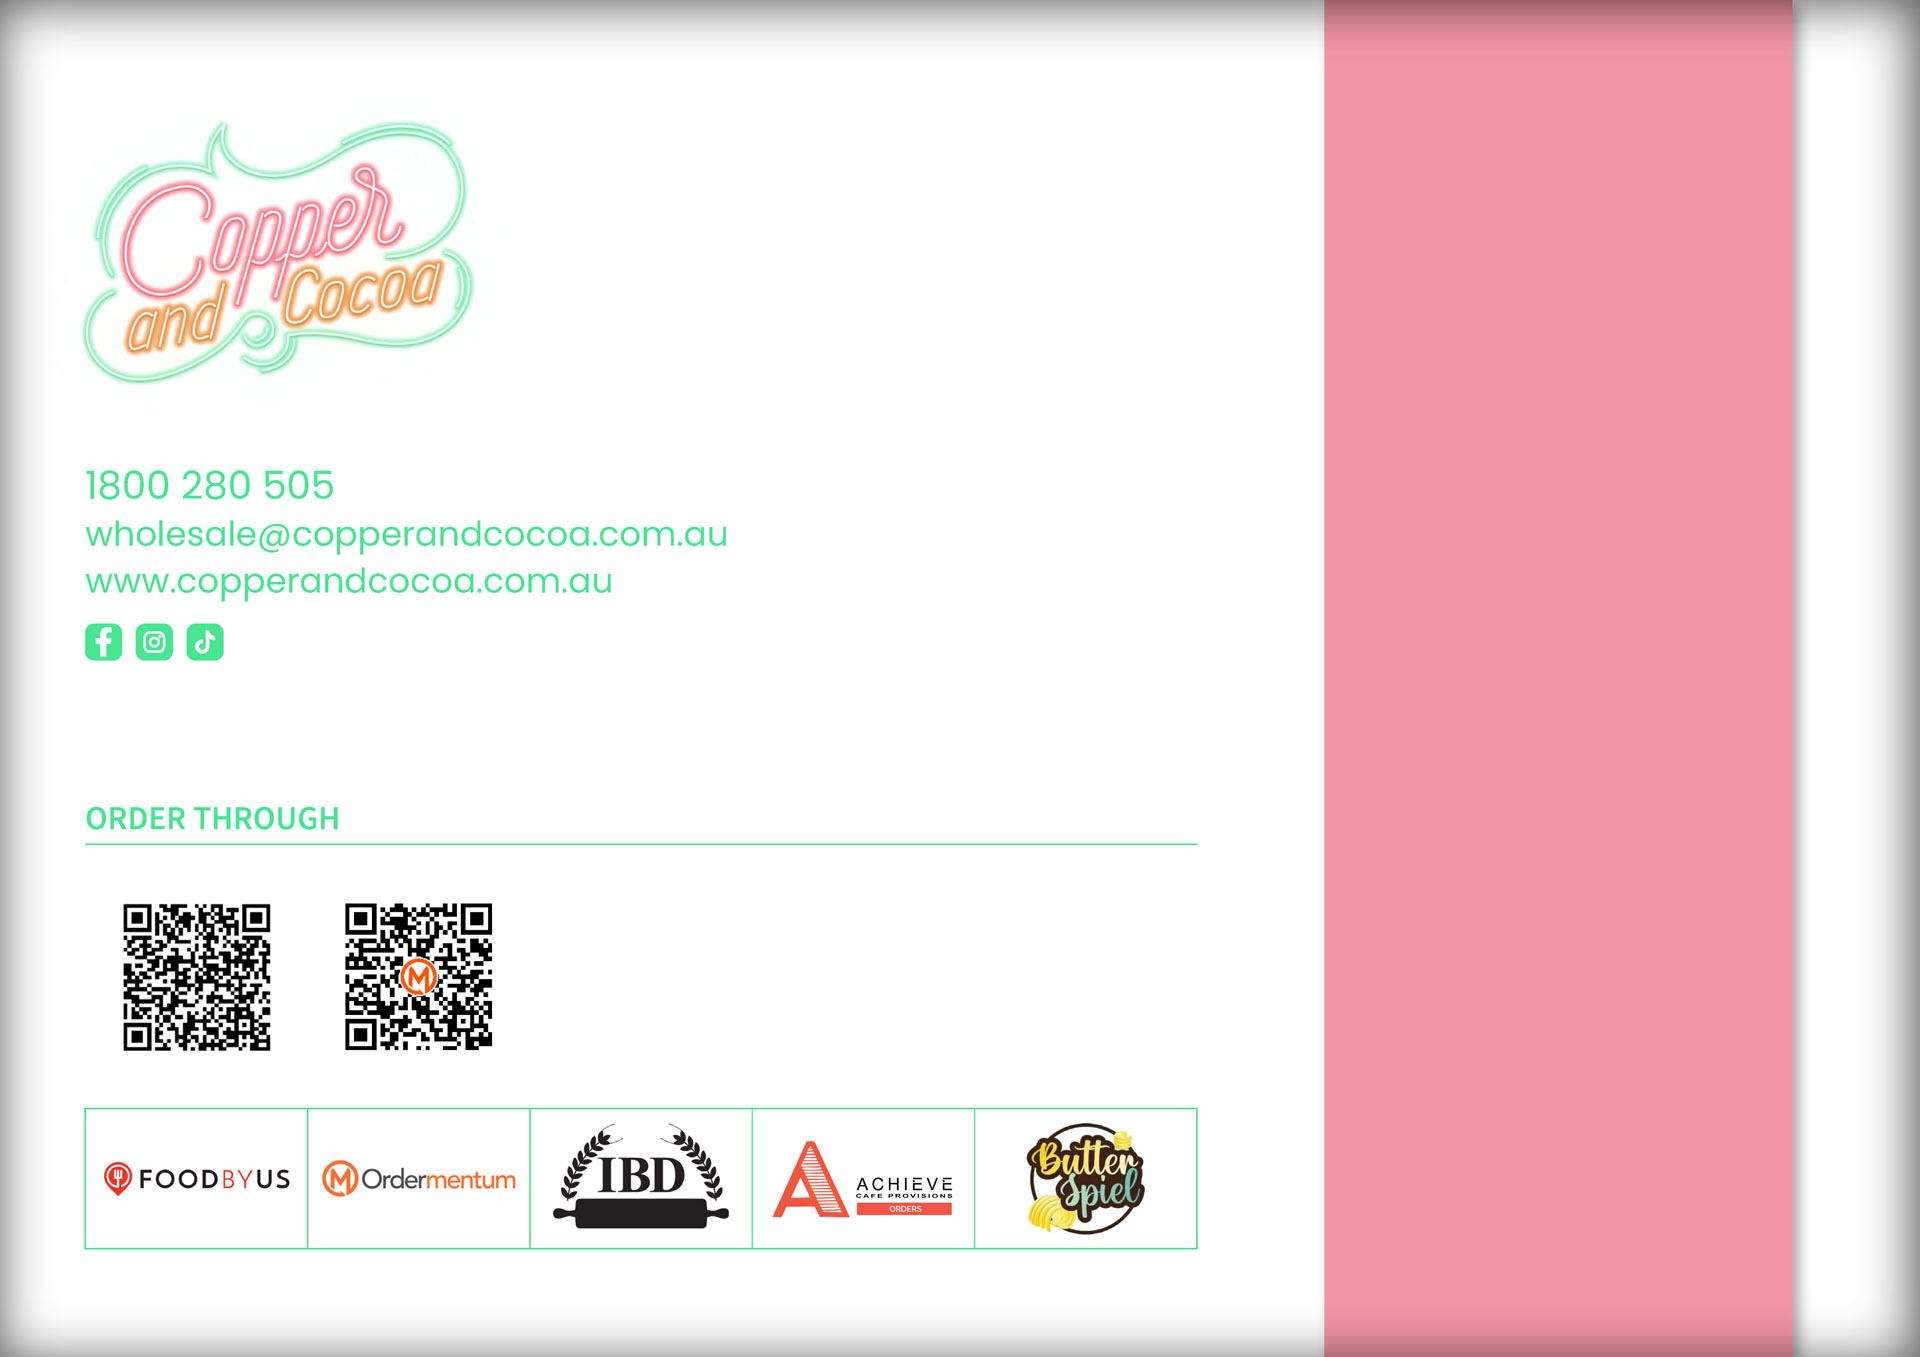 Copper
and Cocoa
1800 280 505
wholesale@copperandcocoa.com.au
www.copperandcocoa.com.au
ORDER THROUGH
FOODBYUS
Ordermentum
IBD
ACHIEVE
CAFE PROVISIONS
ORDERS
Butter
Spiel